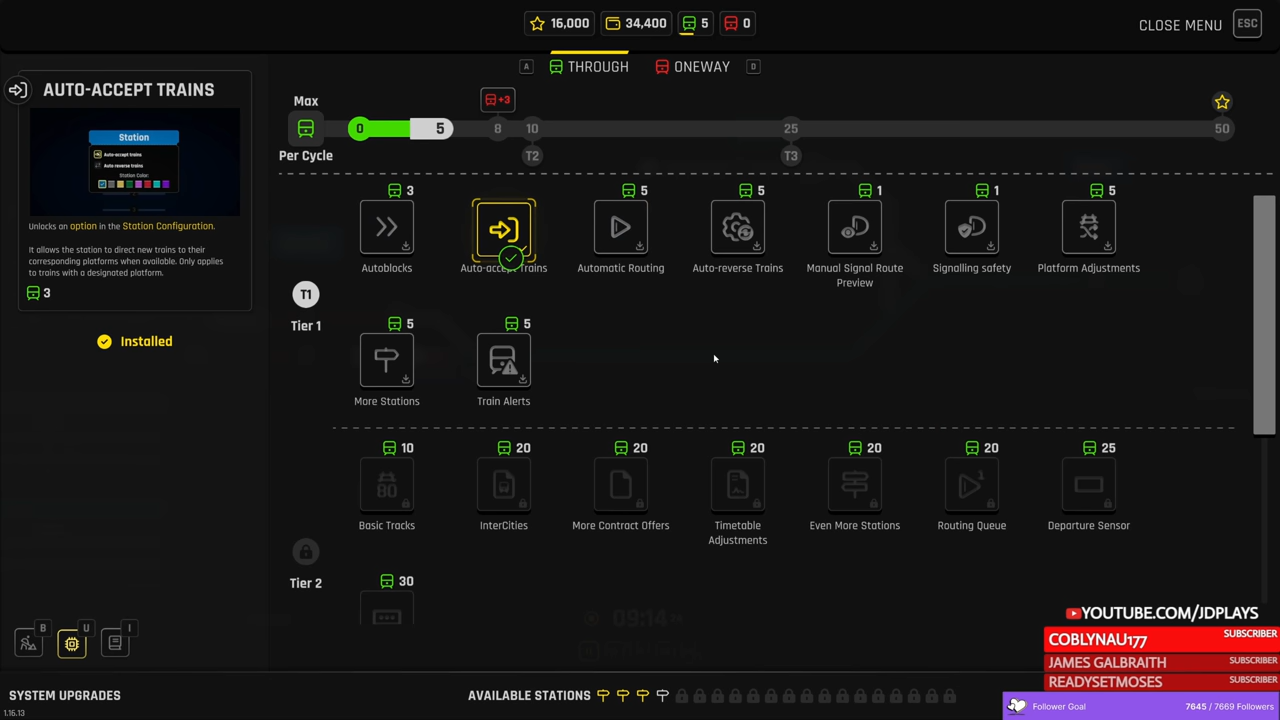 16,000
34,400
5
0
CLOSE MENU
ESC
A
THROUGH
ONEWAY
D
AUTO-ACCEPT TRAINS
Station
Auto-accept trains
Auto reverse trains
Station Color:
Unlocks an option in the Station Configuration.
It allows the station to direct new trains to their
corresponding platforms when available. Only applies
to trains with a designated platform.
3
Installed
Max
Per Cycle
+3
0
5
8
10
25
50
T2
T3
T1
Tier 1
3
5
5
1
1
5
Autoblocks
Auto-accept Trains
Automatic Routing
Auto-reverse Trains
Manual Signal Route
Preview
Signalling safety
Platform Adjustments
5
5
More Stations
Train Alerts
10
20
20
20
20
20
25
80
Basic Tracks
InterCities
More Contract Offers
Timetable
Adjustments
Even More Stations
Routing Queue
Departure Sensor
Tier 2
30
09:14
B
U
I
SYSTEM UPGRADES
1.16.13
AVAILABLE STATIONS
YOUTUBE.COM/JDPLAYS
COBLYNAU177
SUBSCRIBER
JAMES GALBRAITH
SUBSCRIBER
READYSETMOSES
SUBSCRIBER
Follower Goal
7645 / 7669 Followers